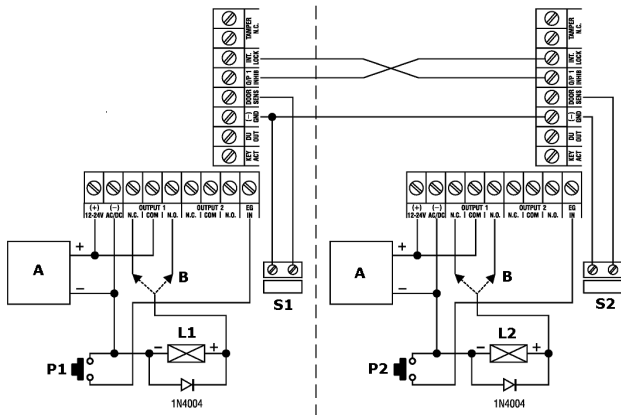 TAMPER
N.C.
INT.
LOCK
O/P 1
INHIB
DOOR
SENS
(–)
GND
DU
OUT
KEY
ACT
(+)
12-24V
(–)
AC/DC
OUTPUT 1
N.C. | COM | N.O.
OUTPUT 2
N.C. | COM | N.O.
EG
IN
A
+
–
B
S1
P1
L1
–
+
1N4004
TAMPER
N.C.
INT.
LOCK
O/P 1
INHIB
DOOR
SENS
(–)
GND
DU
OUT
KEY
ACT
(+)
12-24V
(–)
AC/DC
OUTPUT 1
N.C. | COM | N.O.
OUTPUT 2
N.C. | COM | N.O.
EG
IN
A
+
–
B
S2
P2
L2
–
+
1N4004